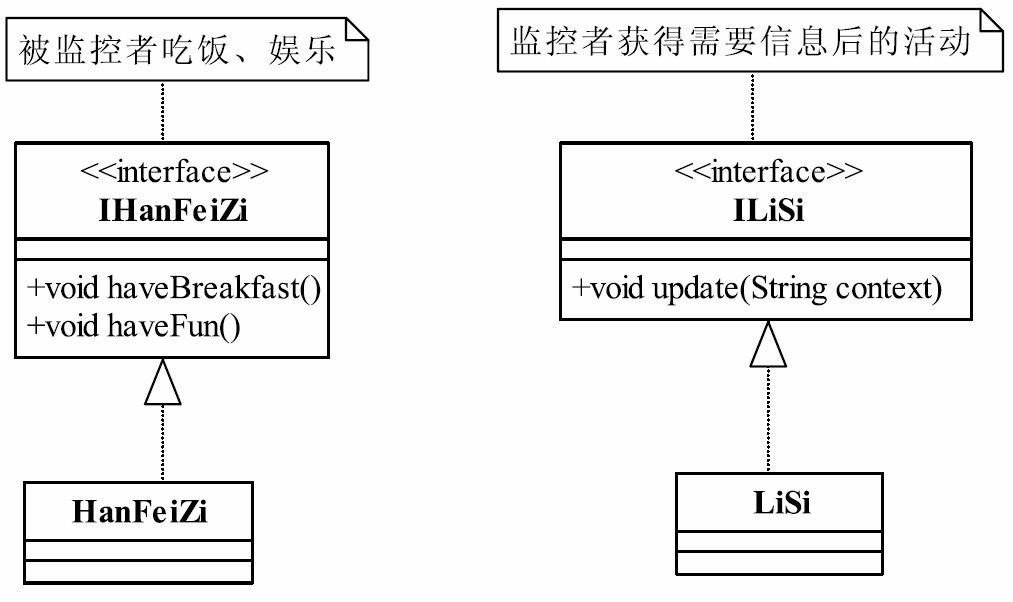 被监控者吃饭、娱乐
<<interface>>
IHanFeiZi
+void haveBreakfast()
+void haveFun()
HanFeiZi
监控者获得需要信息后的活动
<<interface>>
ILiSi
+void update(String context)
LiSi